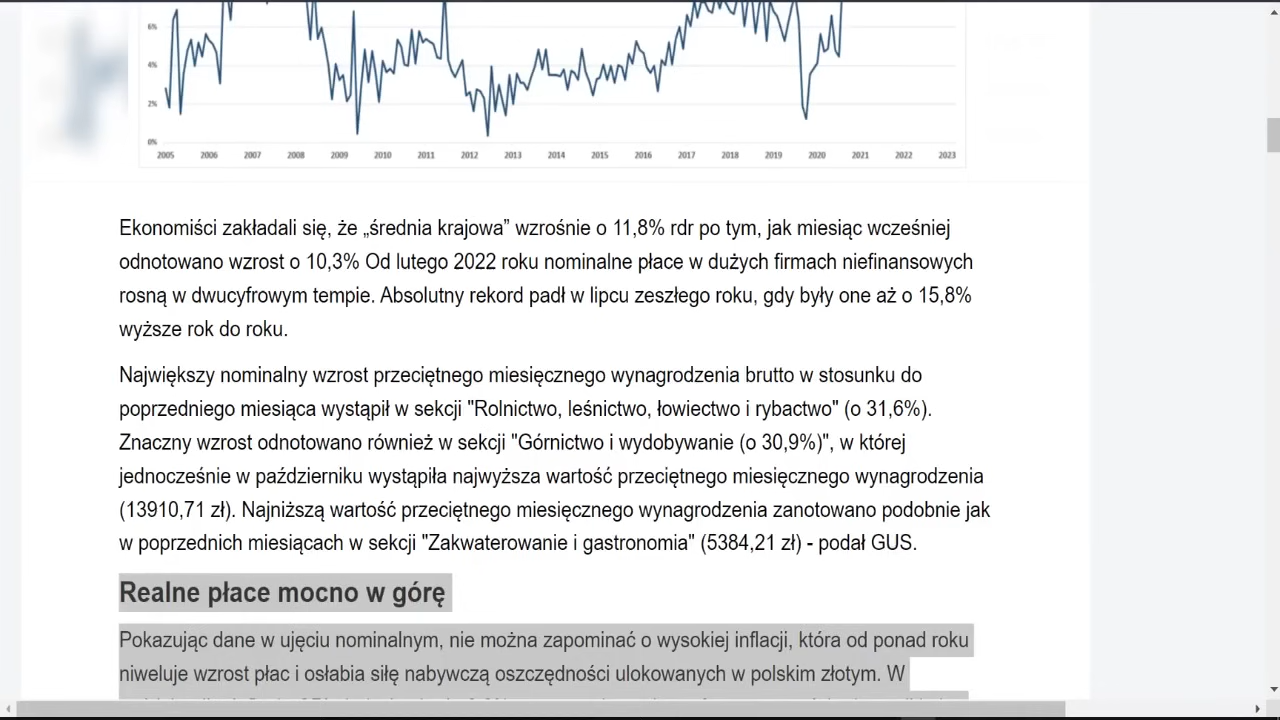 6%
4%
2%
0%
2005 2006 2007 2008 2009 2010 2011 2012 2013 2014 2015 2016 2017 2018 2019 2020 2021 2022 2023
Ekonomiści zakładali się, że „średnia krajowa” wzrośnie o 11,8% rdr po tym, jak miesiąc wcześniej
odnotowano wzrost o 10,3% Od lutego 2022 roku nominalne płace w dużych firmach niefinansowych
rosną w dwucyfrowym tempie. Absolutny rekord padł w lipcu zeszłego roku, gdy były one aż o 15,8%
wyższe rok do roku.
Największy nominalny wzrost przeciętnego miesięcznego wynagrodzenia brutto w stosunku do
poprzedniego miesiąca wystąpił w sekcji "Rolnictwo, leśnictwo, łowiectwo i rybactwo" (o 31,6%).
Znaczny wzrost odnotowano również w sekcji "Górnictwo i wydobywanie (o 30,9%)", w której
jednocześnie w październiku wystąpiła najwyższa wartość przeciętnego miesięcznego wynagrodzenia
(13910,71 zł). Najniższą wartość przeciętnego miesięcznego wynagrodzenia zanotowano podobnie jak
w poprzednich miesiącach w sekcji "Zakwaterowanie i gastronomia" (5384,21 zł) - podał GUS.
Realne płace mocno w górę
Pokazując dane w ujęciu nominalnym, nie można zapominać o wysokiej inflacji, która od ponad roku
niweluje wzrost płac i osłabia siłę nabywczą oszczędności ulokowanych w polskim złotym. W